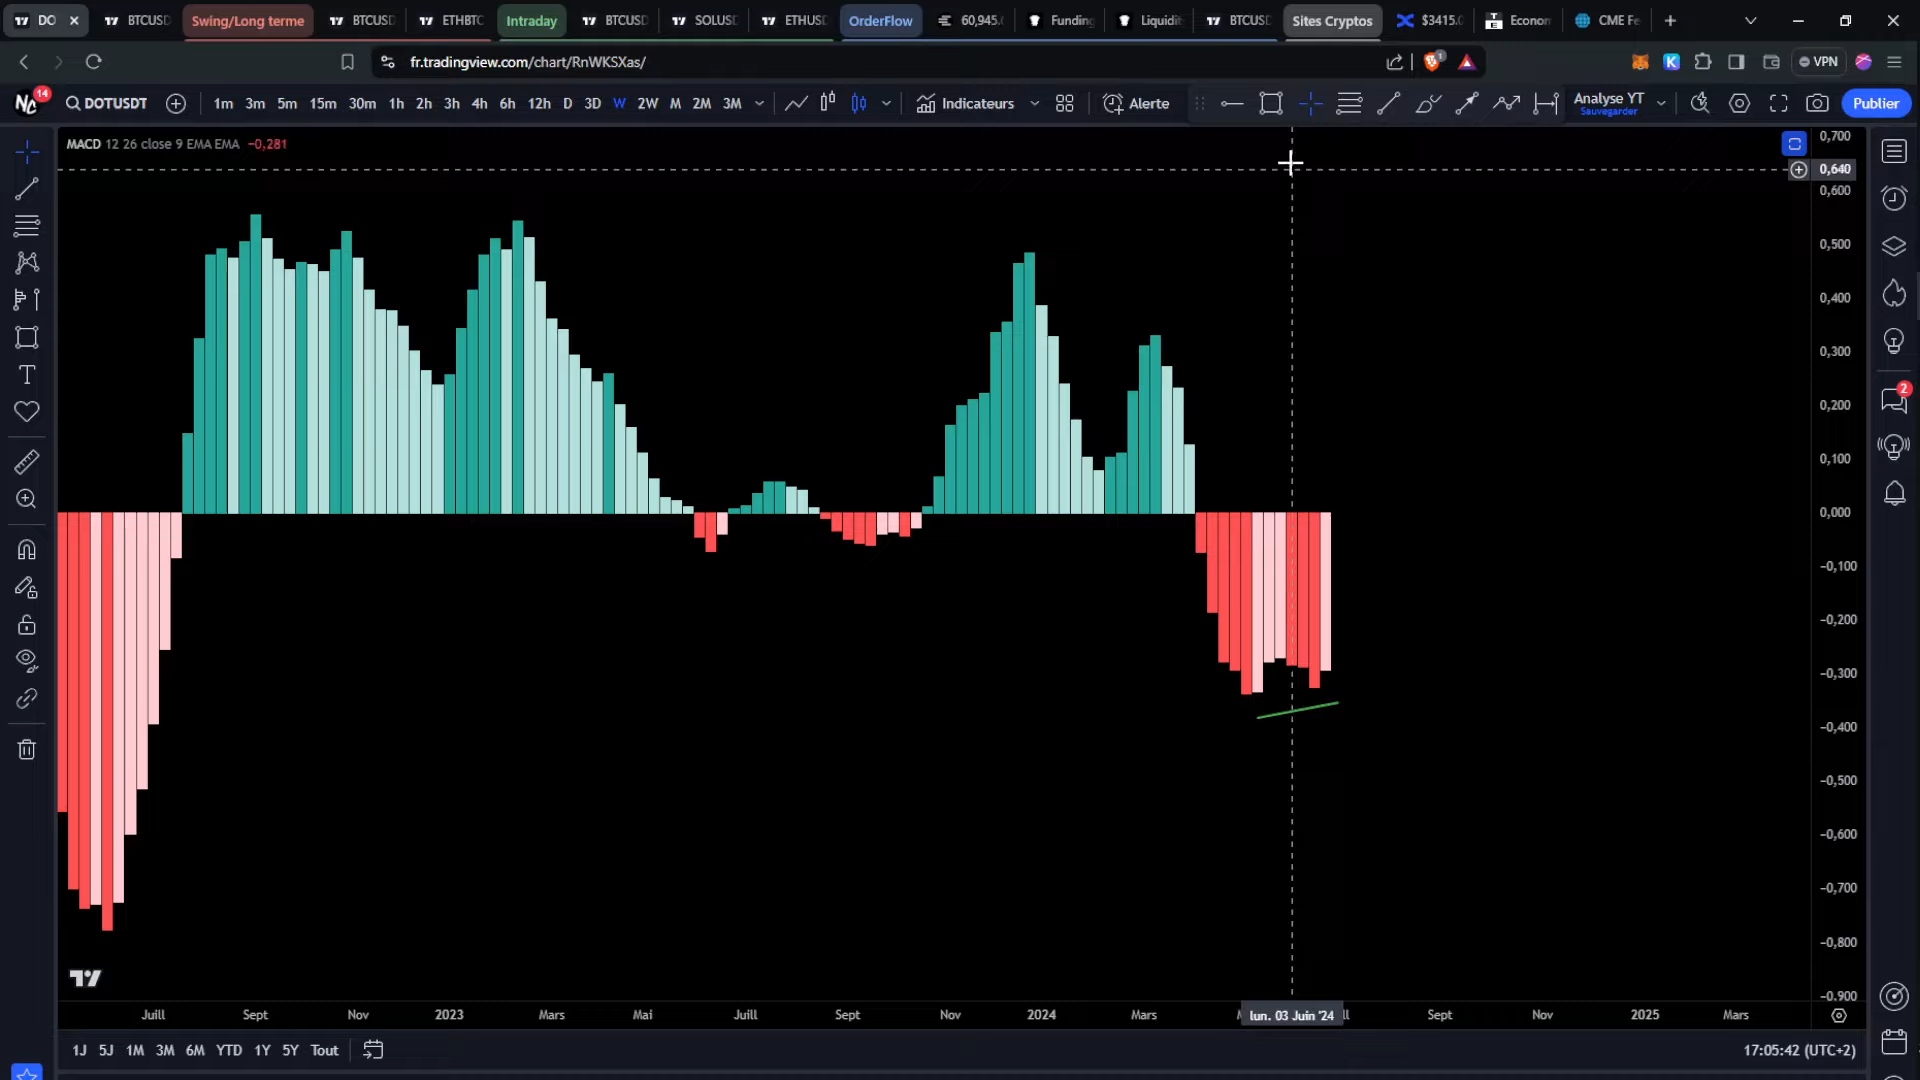 DO
BTCUSD
Swing/Long terme
BTCUSD
ETHBTC
Intraday
BTCUSD
SOLUSD
ETHUSD
OrderFlow
60,945.
Funding
Liquidit
BTCUSD
Sites Cryptos
$3415.
Econom
CME Fe
fr.tradingview.com/chart/RnWKSXas/
1
VPN
14
DOTUSDT
1m 3m 5m 15m 30m 1h 2h 3h 4h 6h 12h D 3D W 2W M 2M 3M
Indicateurs
Alerte
Analyse YT
Sauvegarder
Publier
MACD 12 26 close 9 EMA EMA −0,281
0,700
0,640
0,600
0,500
0,400
0,300
0,200
0,100
0,000
−0,100
−0,200
−0,300
−0,400
−0,500
−0,600
−0,700
−0,800
−0,900
2
Juill Sept Nov 2023 Mars Mai Juill Sept Nov 2024 Mars lun. 03 Juin '24 Sept Nov 2025 Mars
1J 5J 1M 3M 6M YTD 1Y 5Y Tout
17:05:42 (UTC+2)